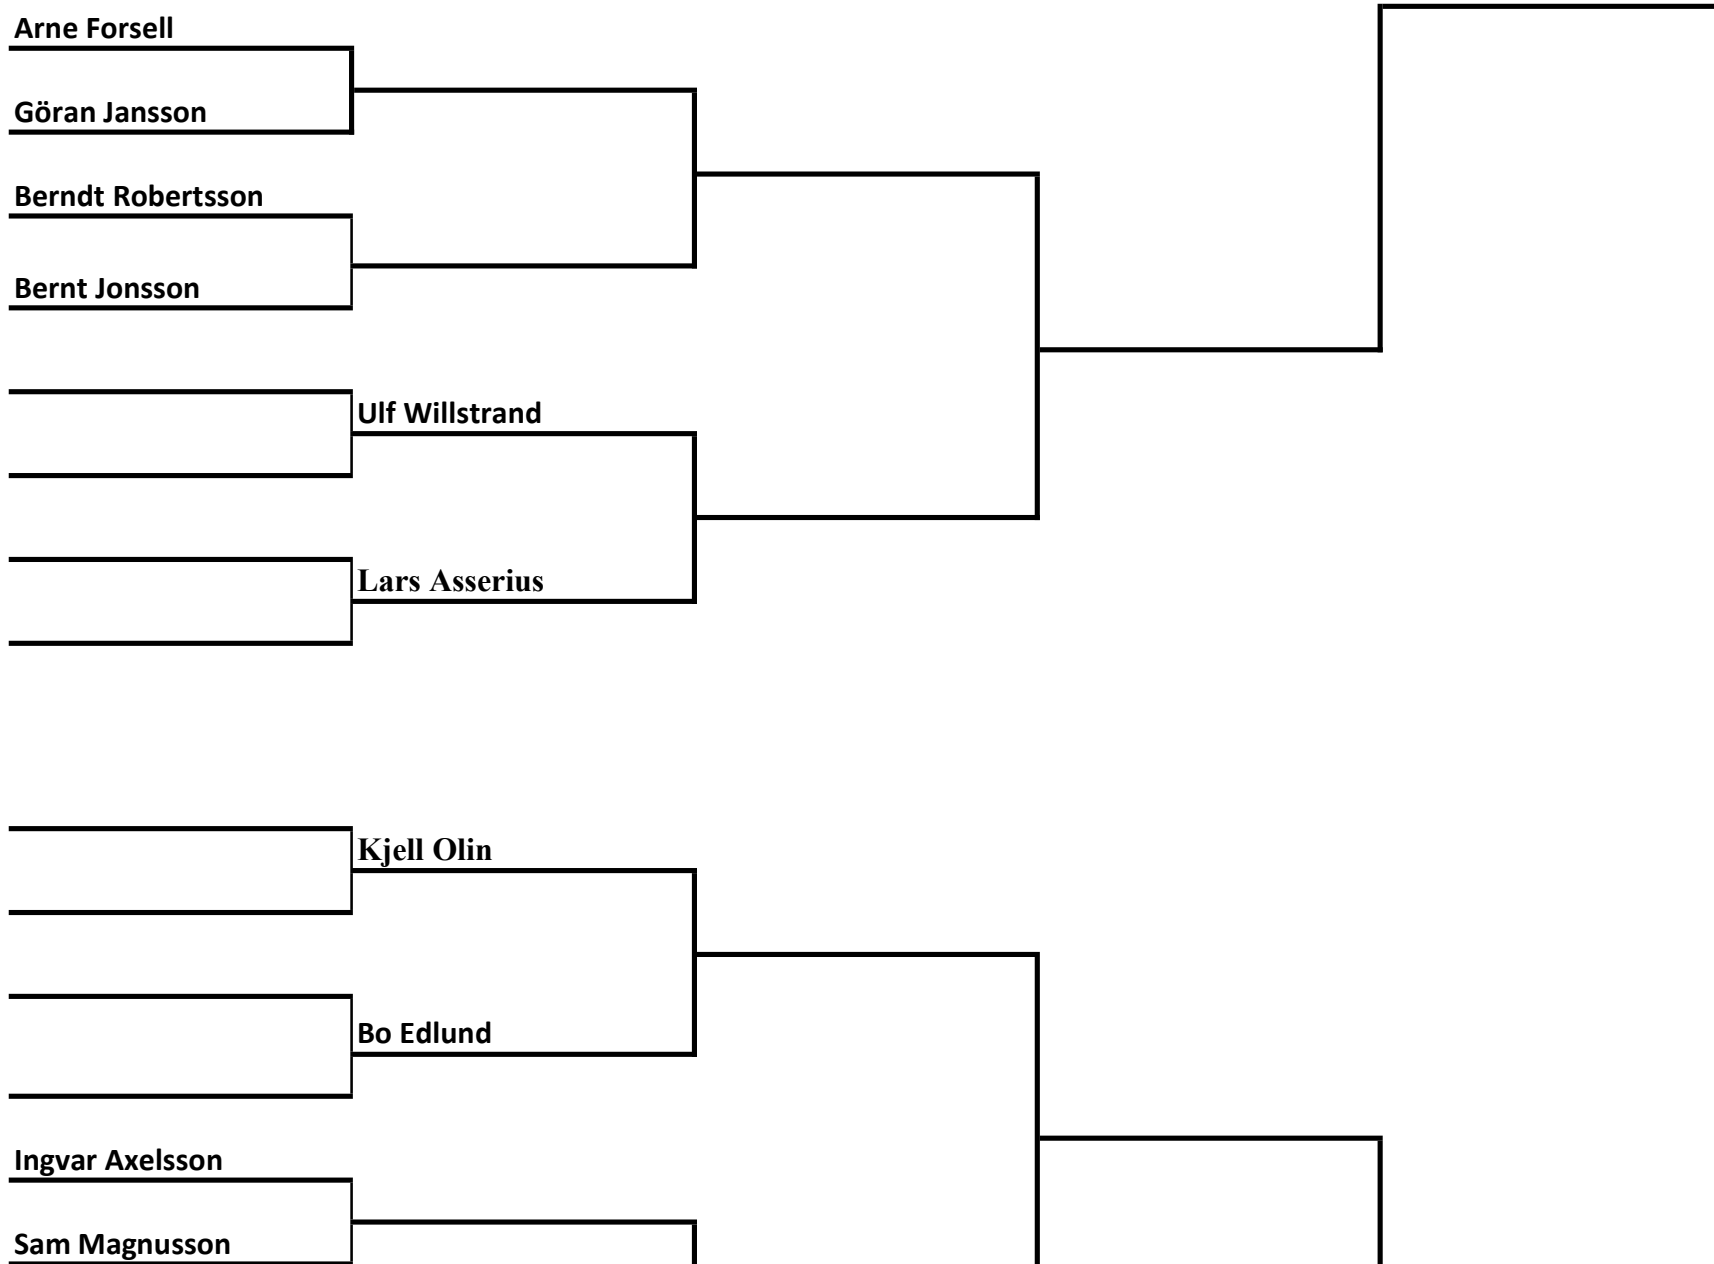 Arne Forsell
Göran Jansson
Berndt Robertsson
Bernt Jonsson
Ulf Willstrand
Lars Asserius
Kjell Olin
Bo Edlund
Ingvar Axelsson
Sam Magnusson